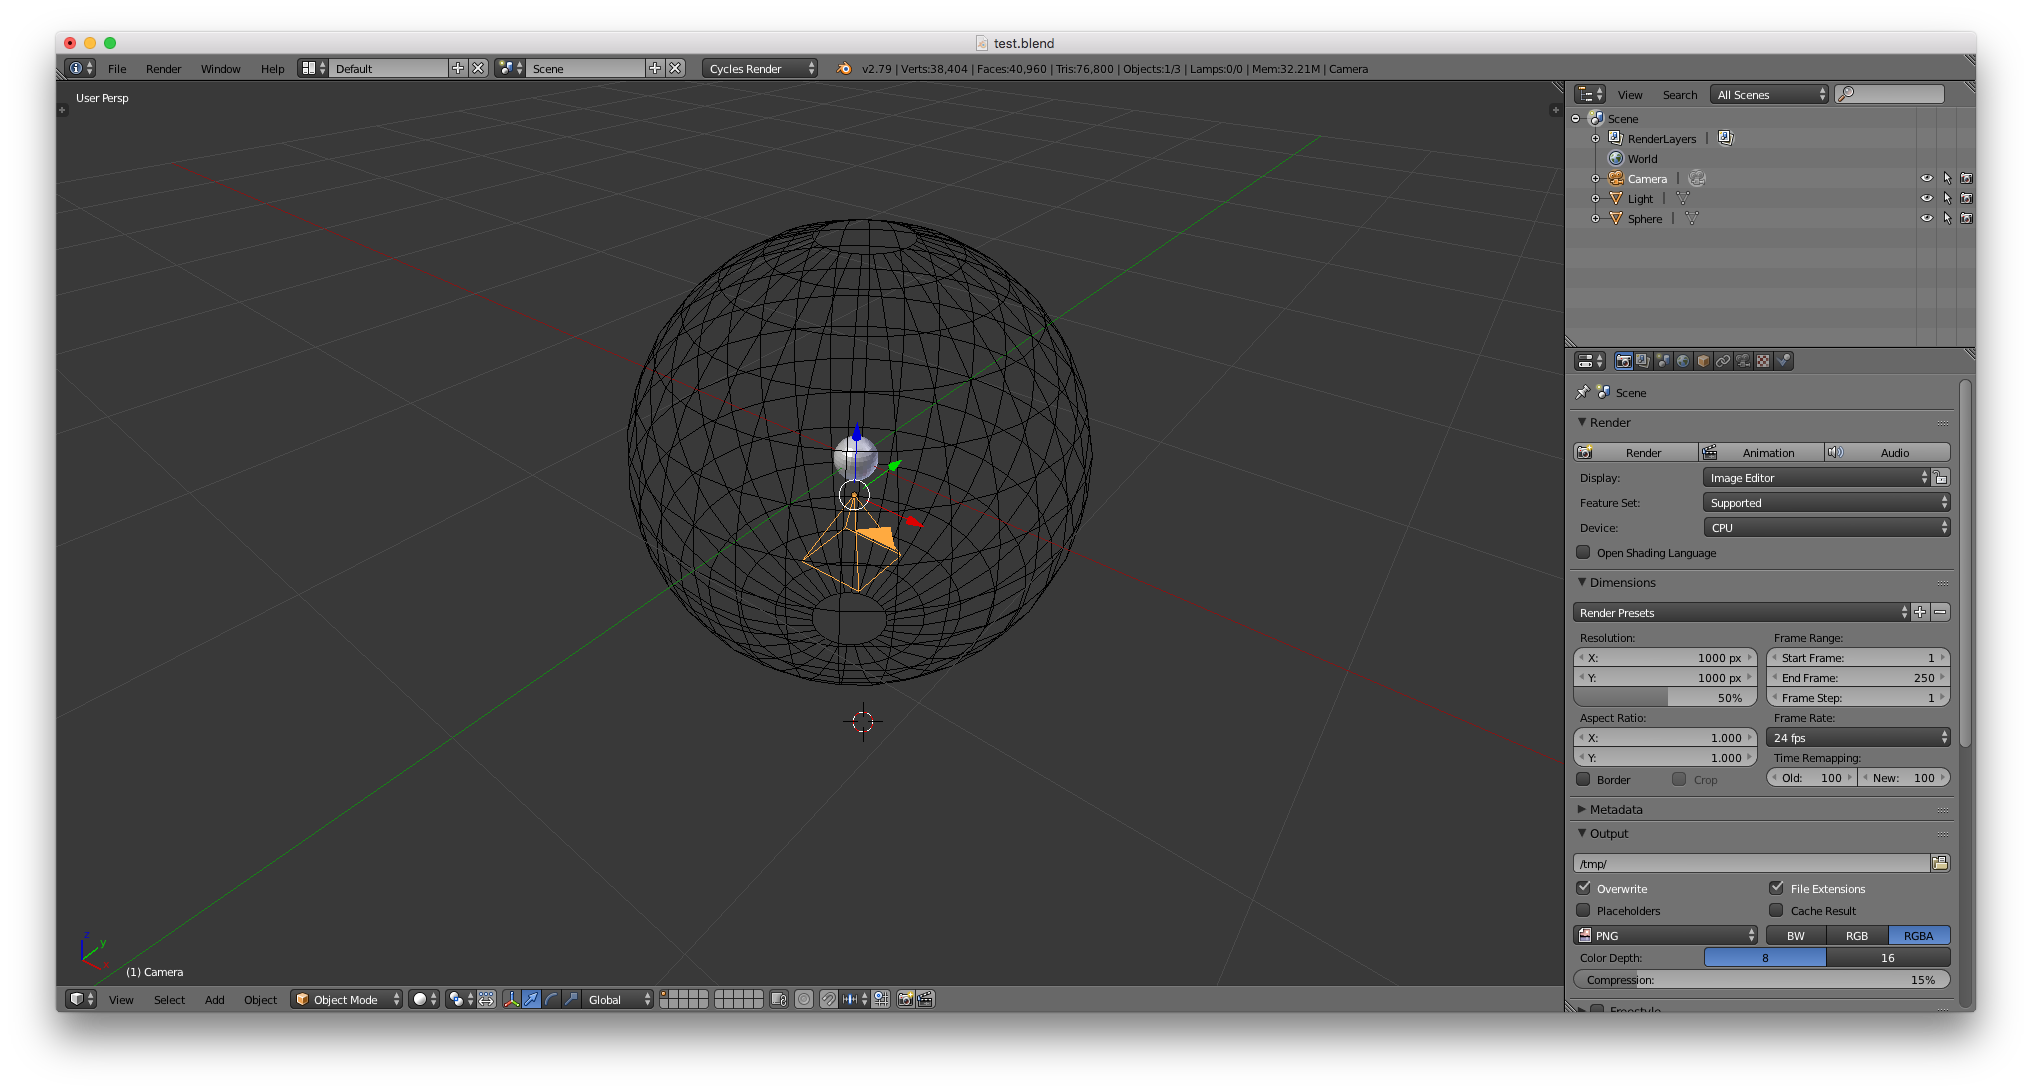 test.blend
File Render Window Help Default Scene Cycles Render v2.79 | Verts:38,404 | Faces:40,960 | Tris:76,800 | Objects:1/3 | Lamps:0/0 | Mem:32.21M | Camera
User Persp
View Search All Scenes
Scene
RenderLayers |
World
Camera |
Light |
Sphere |
Scene
Render
Render Animation Audio
Display: Image Editor
Feature Set: Supported
Device: CPU
Open Shading Language
Dimensions
Render Presets
Resolution: Frame Range:
X: 1000 px Start Frame: 1
Y: 1000 px End Frame: 250
50% Frame Step: 1
Aspect Ratio: Frame Rate:
X: 1.000 24 fps
Y: 1.000 Time Remapping:
Border Crop Old: 100 New: 100
Metadata
Output
/tmp/
Overwrite File Extensions
Placeholders Cache Result
PNG BW RGB RGBA
Color Depth: 8 16
Compression: 15%
Freestyle
z
y
x
(1) Camera
View Select Add Object Object Mode Global